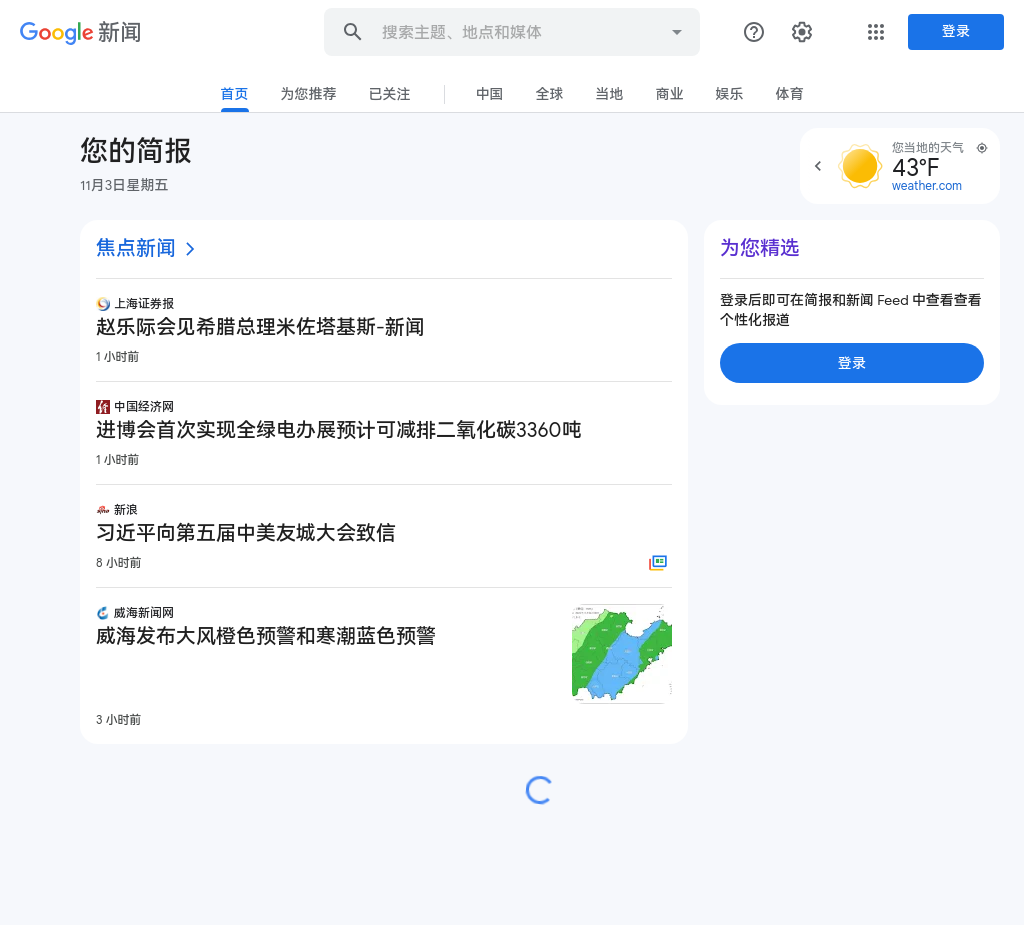 Google 新闻
搜索主题、地点和媒体
登录
首页
为您推荐
已关注
中国
全球
当地
商业
娱乐
体育
您的简报
11月3日星期五
您当地的天气
43°F
weather.com
焦点新闻
上海证券报
赵乐际会见希腊总理米佐塔基斯-新闻
1 小时前
中国经济网
进博会首次实现全绿电办展预计可减排二氧化碳3360吨
1 小时前
新浪
习近平向第五届中美友城大会致信
8 小时前
威海新闻网
威海发布大风橙色预警和寒潮蓝色预警
3 小时前
为您精选
登录后即可在简报和新闻 Feed 中查看查看
个性化报道
登录